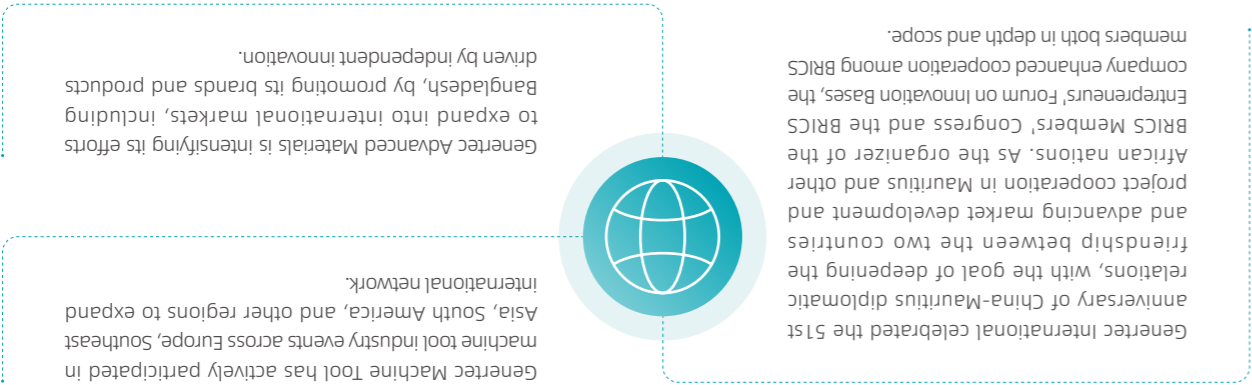 Genertec International celebrated the 51st
anniversary of China-Mauritius diplomatic
relations, with the goal of deepening the
friendship between the two countries
and advancing market development and
project cooperation in Mauritius and other
African nations. As the organizer of the
BRICS Members' Congress and the BRICS
Entrepreneurs' Forum on Innovation Bases, the
company enhanced cooperation among BRICS
members both in depth and scope.
Genertec Machine Tool has actively participated in
machine tool industry events across Europe, Southeast
Asia, South America, and other regions to expand
international network.
Genertec Advanced Materials is intensifying its efforts
to expand into international markets, including
Bangladesh, by promoting its brands and products
driven by independent innovation.